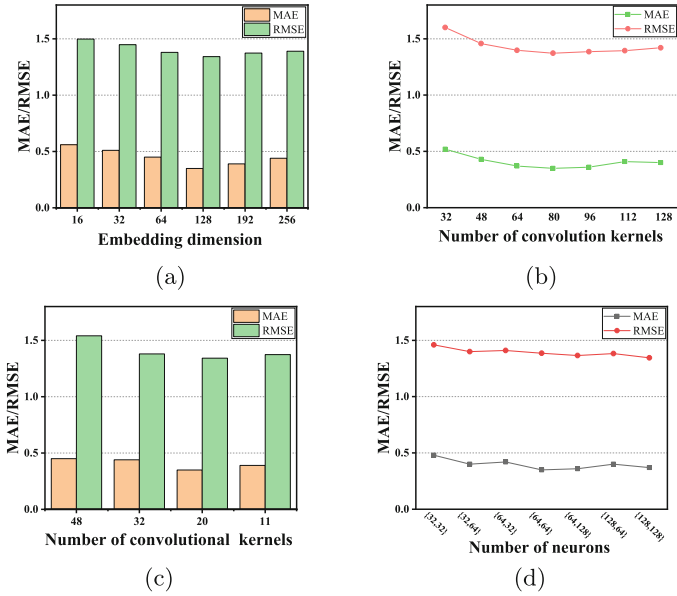 MAE
RMSE
1.5
1.0
0.5
0.0
MAE/RMSE
16 32 64 128 192 256
Embedding dimension
(a)
MAE
RMSE
1.5
1.0
0.5
0.0
MAE/RMSE
32 48 64 80 96 112 128
Number of convolution kernels
(b)
MAE
RMSE
1.5
1.0
0.5
0.0
MAE/RMSE
48 32 20 11
Number of convolutional kernels
(c)
MAE
RMSE
1.5
1.0
0.5
0.0
MAE/RMSE
{32,32} {32,64} {64,32} {64,64} {64,128} {128,64} {128,128}
Number of neurons
(d)